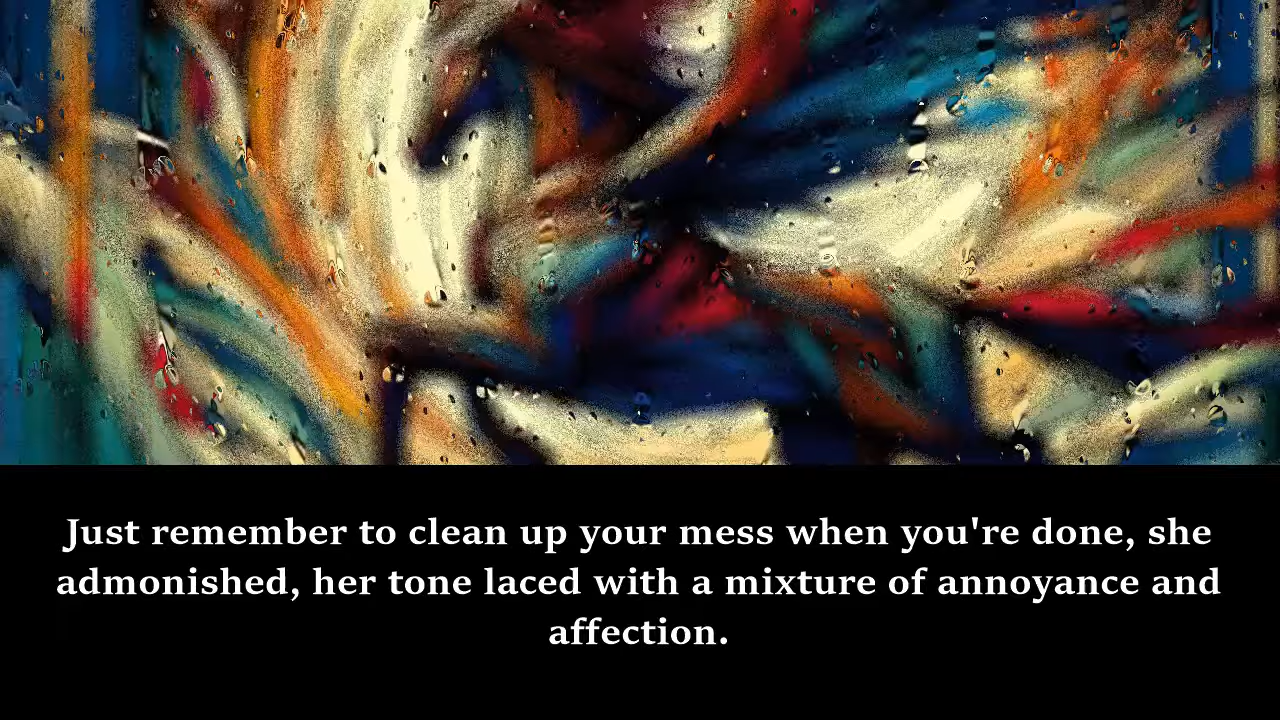 Just remember to clean up your mess when you're done, she
admonished, her tone laced with a mixture of annoyance and
affection.